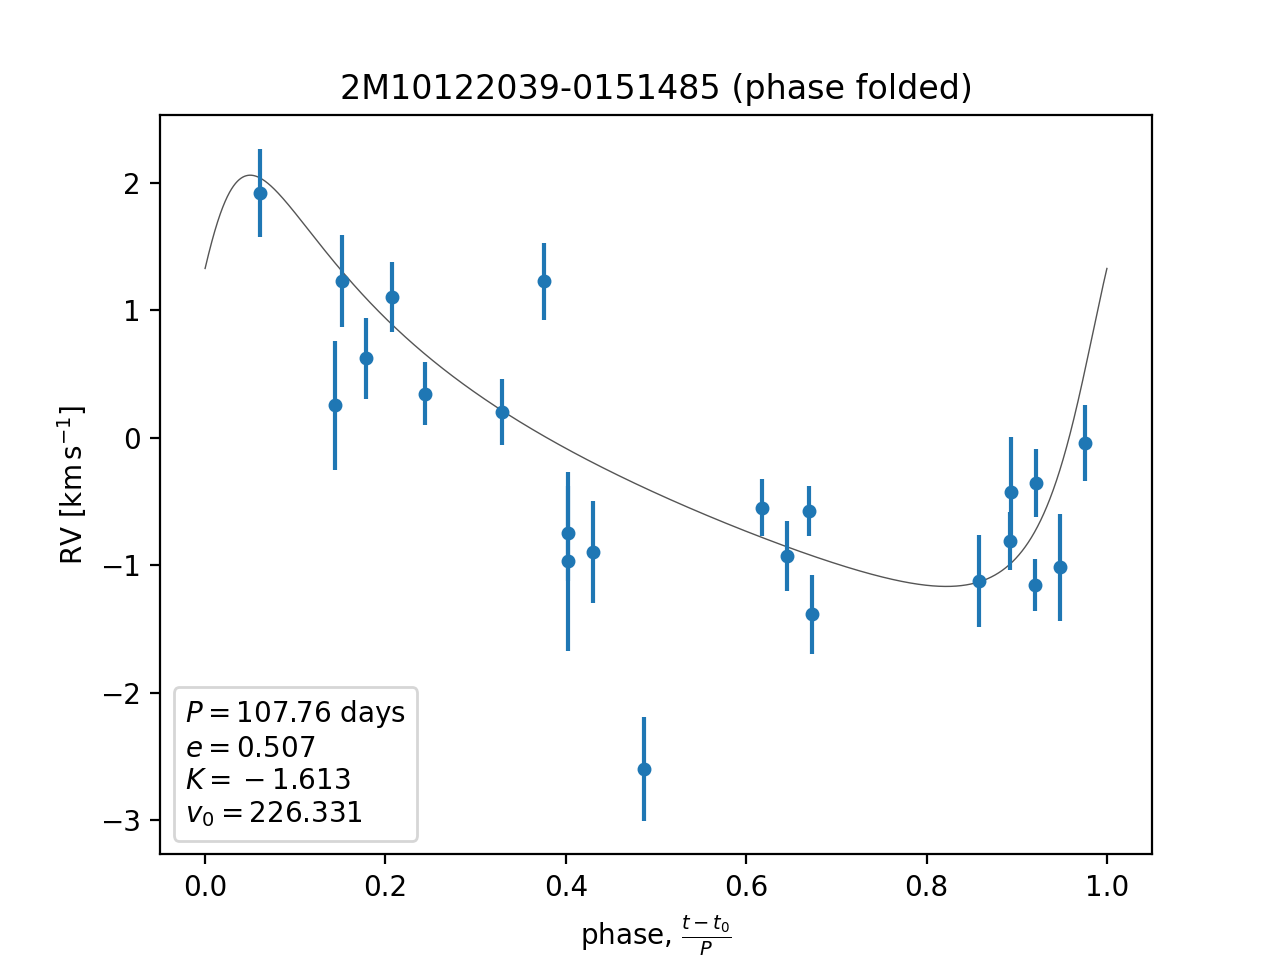 2M10122039-0151485 (phase folded)
RV [km s⁻¹]
2
1
0
−1
−2
−3
P = 107.76 days
e = 0.507
K = −1.613
v₀ = 226.331
0.0 0.2 0.4 0.6 0.8 1.0
phase, (t − t₀)/P